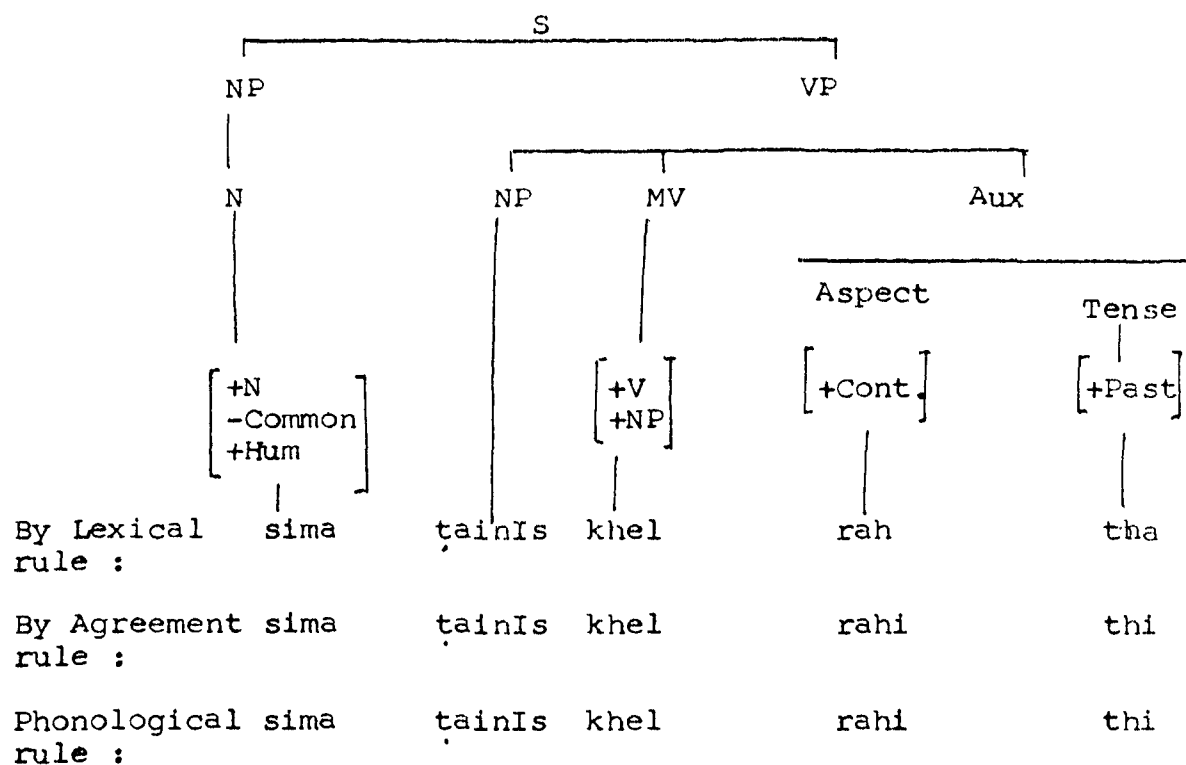 S
NP VP
N NP MV Aux
Aspect
Tense
+N
-Common
+Hum
+V
+NP
+Cont.
+Past
By Lexical sima ṭainIs khel rah tha
rule :
By Agreement sima ṭainIs khel rahi thi
rule :
Phonological sima ṭainIs khel rahi thi
rule :